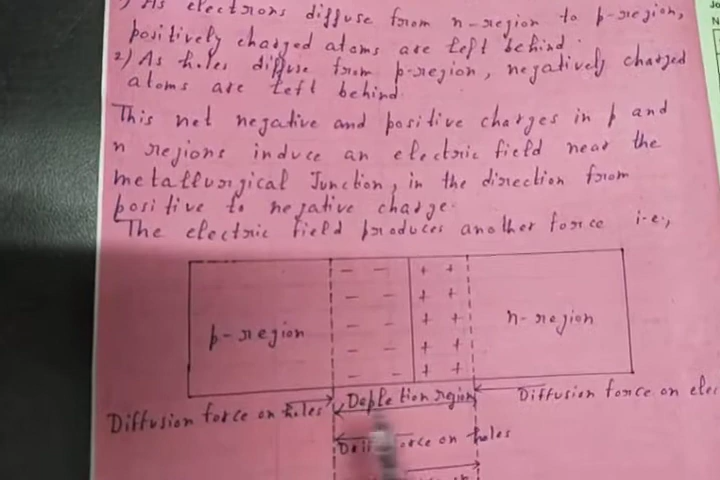 ) As electrons diffuse from n-region to p-region,
positively charged atoms are left behind.
2) As holes diffuse from p-region, negatively charged
atoms are left behind.
This net negative and positive charges in p and
n regions induce an electric field near the
metallurgical Junction, in the direction from
positive to negative charge.
The electric field produces another force i.e.,
- - + +
- - + +
p-region - - + + n-region
- - + +
- - + +
Diffusion force on holes Depletion region Diffusion force on
force on holes